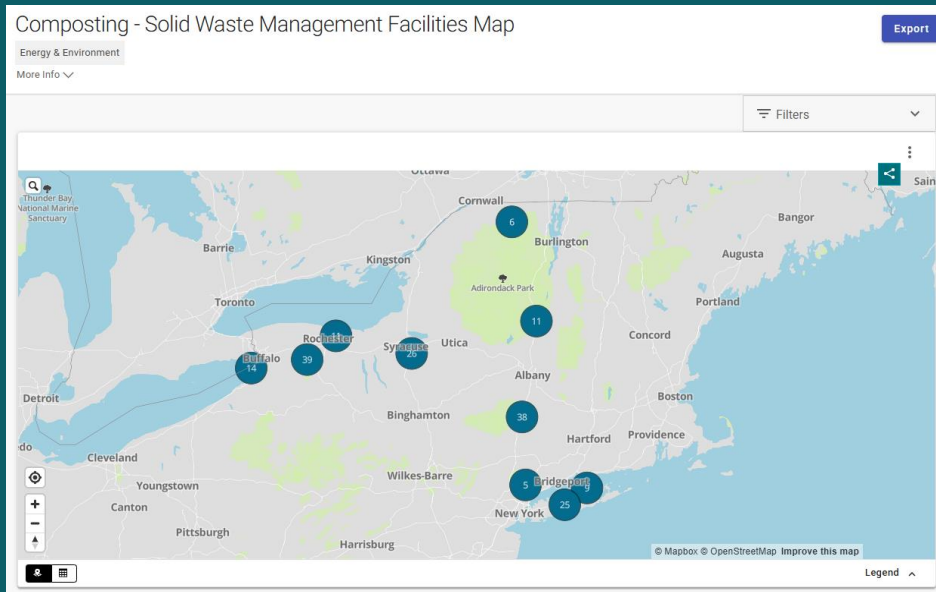 Composting - Solid Waste Management Facilities Map
Export
Energy & Environment
More Info
Filters
Ottawa
Sain
Thunder Bay
National Marine
Sanctuary
Cornwall
6
Bangor
Barrie
Burlington
Augusta
Kingston
Adirondack Park
Toronto
Portland
11
Rochester
Concord
Syracuse
Utica
26
39
Buffalo
14
Albany
Detroit
Boston
Binghamton
38
Hartford
Providence
do
Cleveland
Wilkes-Barre
Youngstown
5
Bridgeport
9
Canton
New York
25
Pittsburgh
Harrisburg
© Mapbox © OpenStreetMap Improve this map
Legend